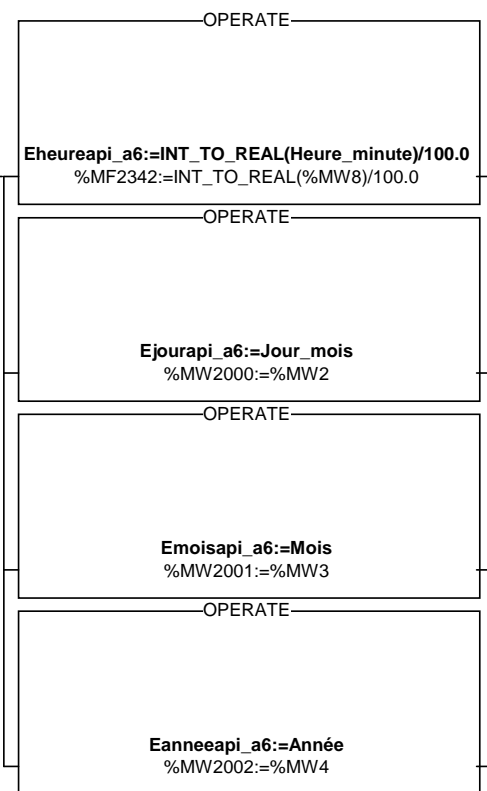 OPERATE
Eheureapi_a6:=INT_TO_REAL(Heure_minute)/100.0
%MF2342:=INT_TO_REAL(%MW8)/100.0
OPERATE
Ejourapi_a6:=Jour_mois
%MW2000:=%MW2
OPERATE
Emoisapi_a6:=Mois
%MW2001:=%MW3
OPERATE
Eanneeapi_a6:=Année
%MW2002:=%MW4